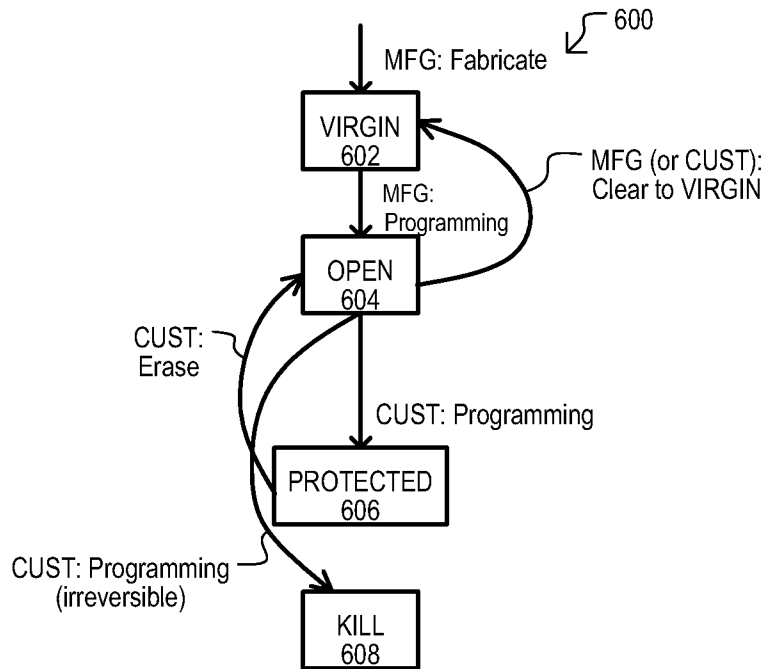 600
MFG: Fabricate
VIRGIN
602
MFG (or CUST):
Clear to VIRGIN
MFG:
Programming
OPEN
604
CUST:
Erase
CUST: Programming
PROTECTED
606
CUST: Programming
(irreversible)
KILL
608